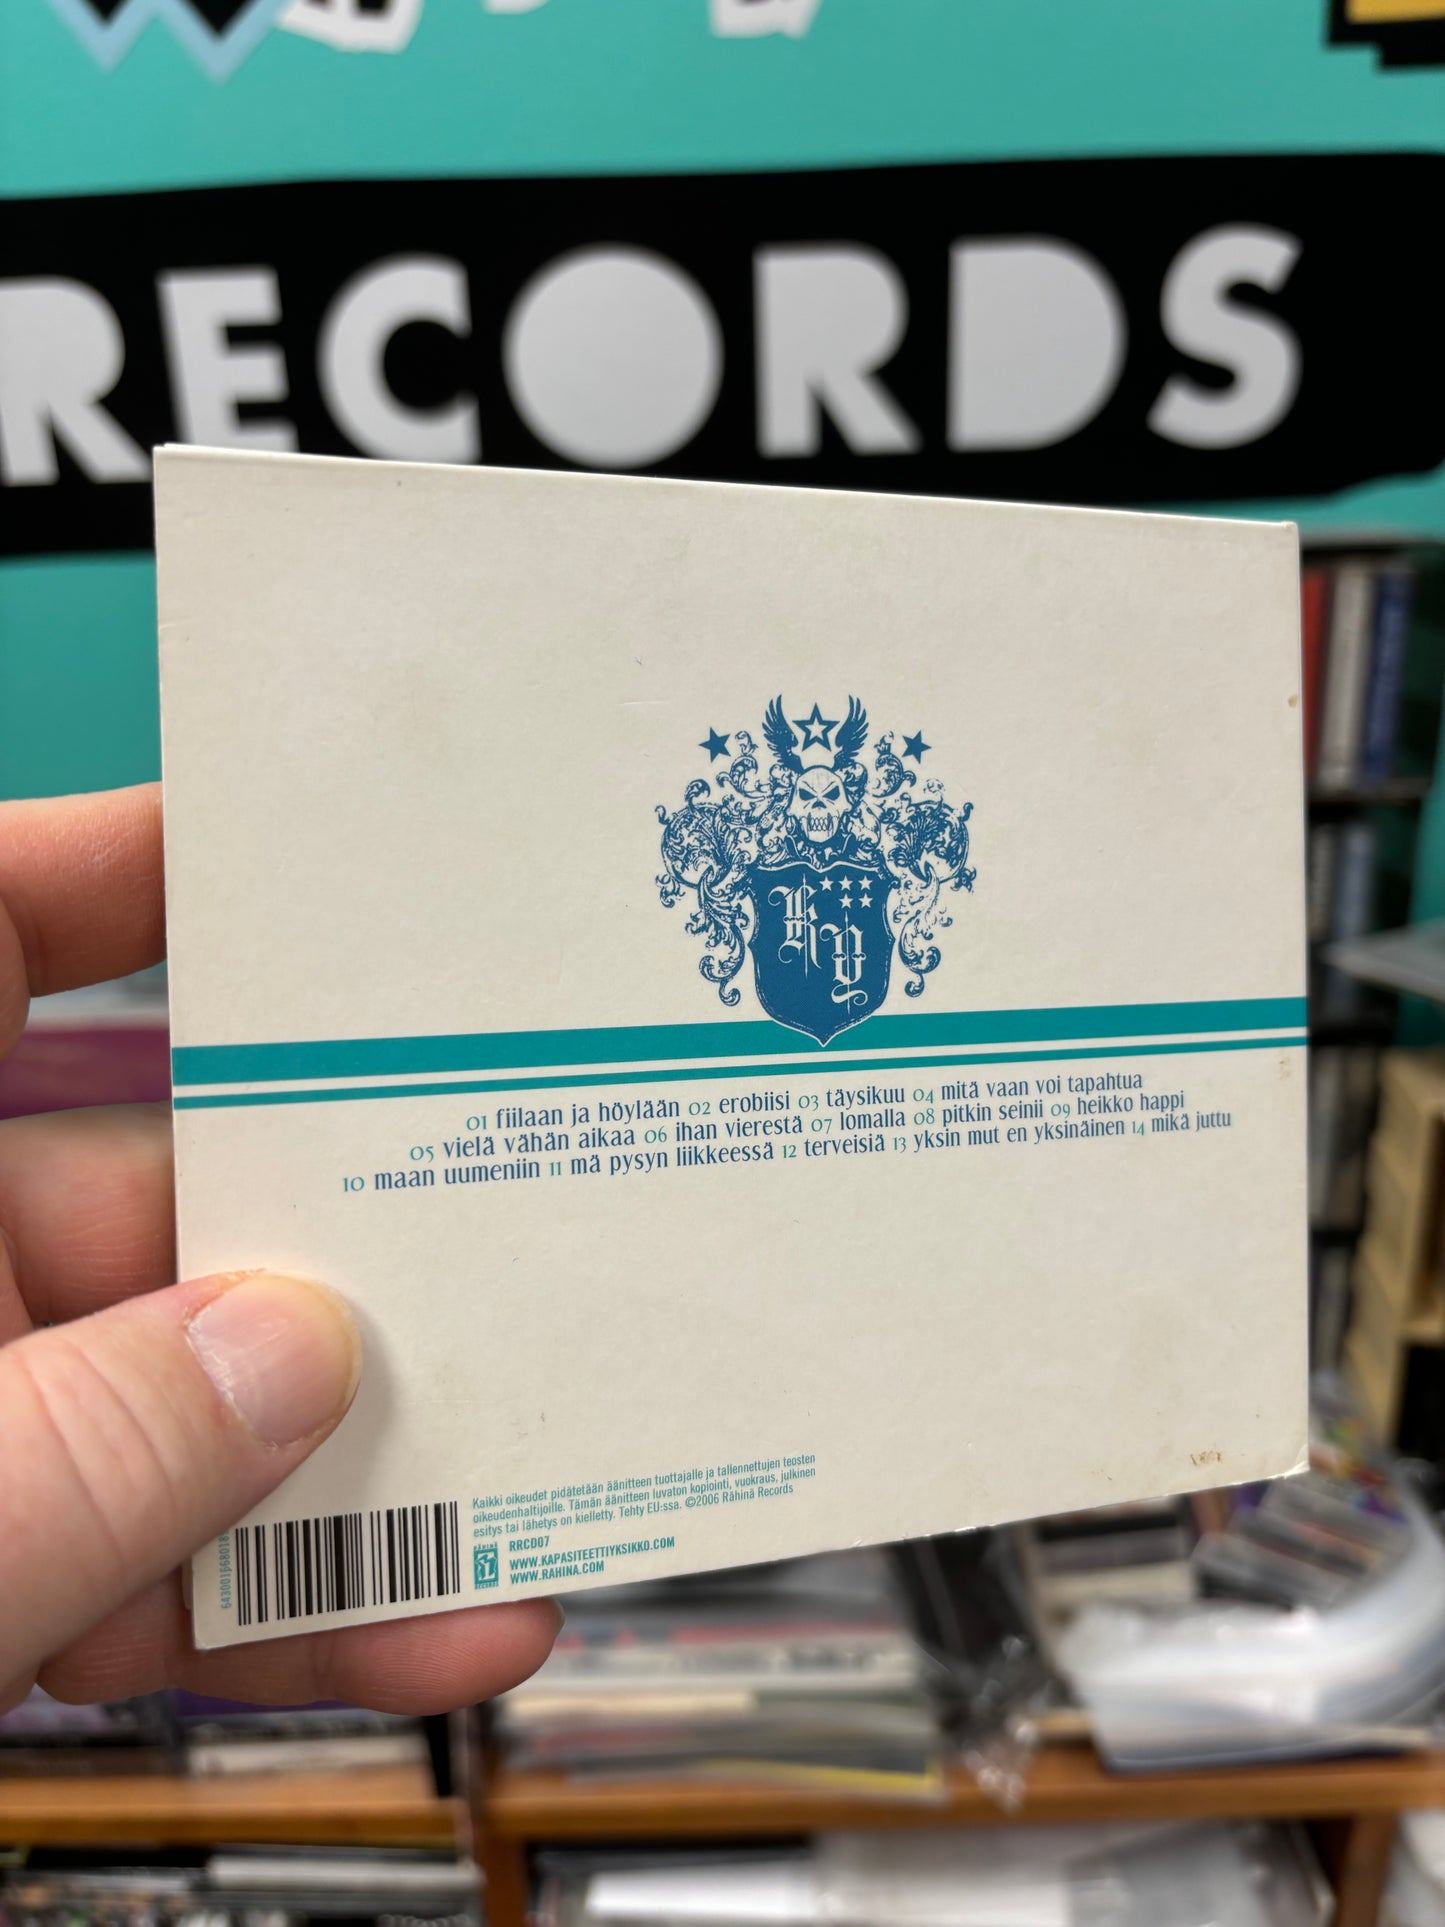 RECORDS
KY
01 fiilaan ja höylään 02 erobiisi 03 täysikuu 04 mitä vaan voi tapahtua
05 vielä vähän aikaa 06 ihan vierestä 07 lomalla 08 pitkin seinii 09 heikko happi
10 maan uumeniin 11 mä pysyn liikkeessä 12 terveisiä 13 yksin mut en yksinäinen 14 mikä juttu
Kaikki oikeudet pidätetään äänitteen tuottajalle ja tallennettujen teosten
oikeudenhaltijoille. Tämän äänitteen luvaton kopiointi, vuokraus, julkinen
esitys tai lähetys on kielletty. Tehty EU:ssa. ©2006 Rähinä Records
RRCD07
WWW.KAPASITEETTIYKSIKKO.COM
WWW.RAHINA.COM